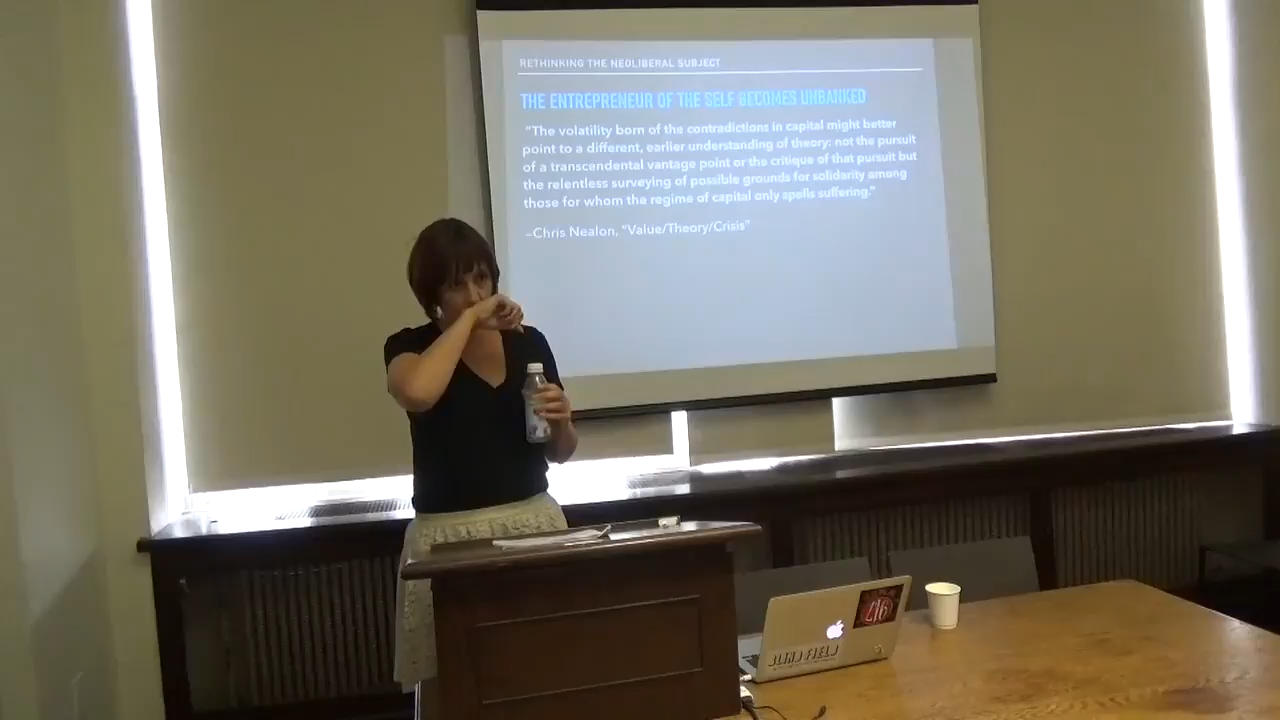 RETHINKING THE NEOLIBERAL SUBJECT
THE ENTREPRENEUR OF THE SELF BECOMES UNBANKED
"The volatility born of the contradictions in capital might better
point to a different, earlier understanding of theory: not the pursuit
of a transcendental vantage point or the critique of that pursuit but
the relentless surveying of possible grounds for solidarity among
those for whom the regime of capital only spells suffering."
–Chris Nealon, "Value/Theory/Crisis"
BLIND FIELD